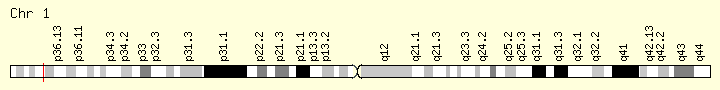 Chr 1
p36.13
p36.11
p34.3
p34.2
p33
p32.3
p31.3
p31.1
p22.2
p21.3
p21.1
p13.3
p13.2
q12
q21.1
q21.3
q23.3
q24.2
q25.2
q25.3
q31.1
q31.3
q32.1
q32.2
q41
q42.13
q42.2
q43
q44